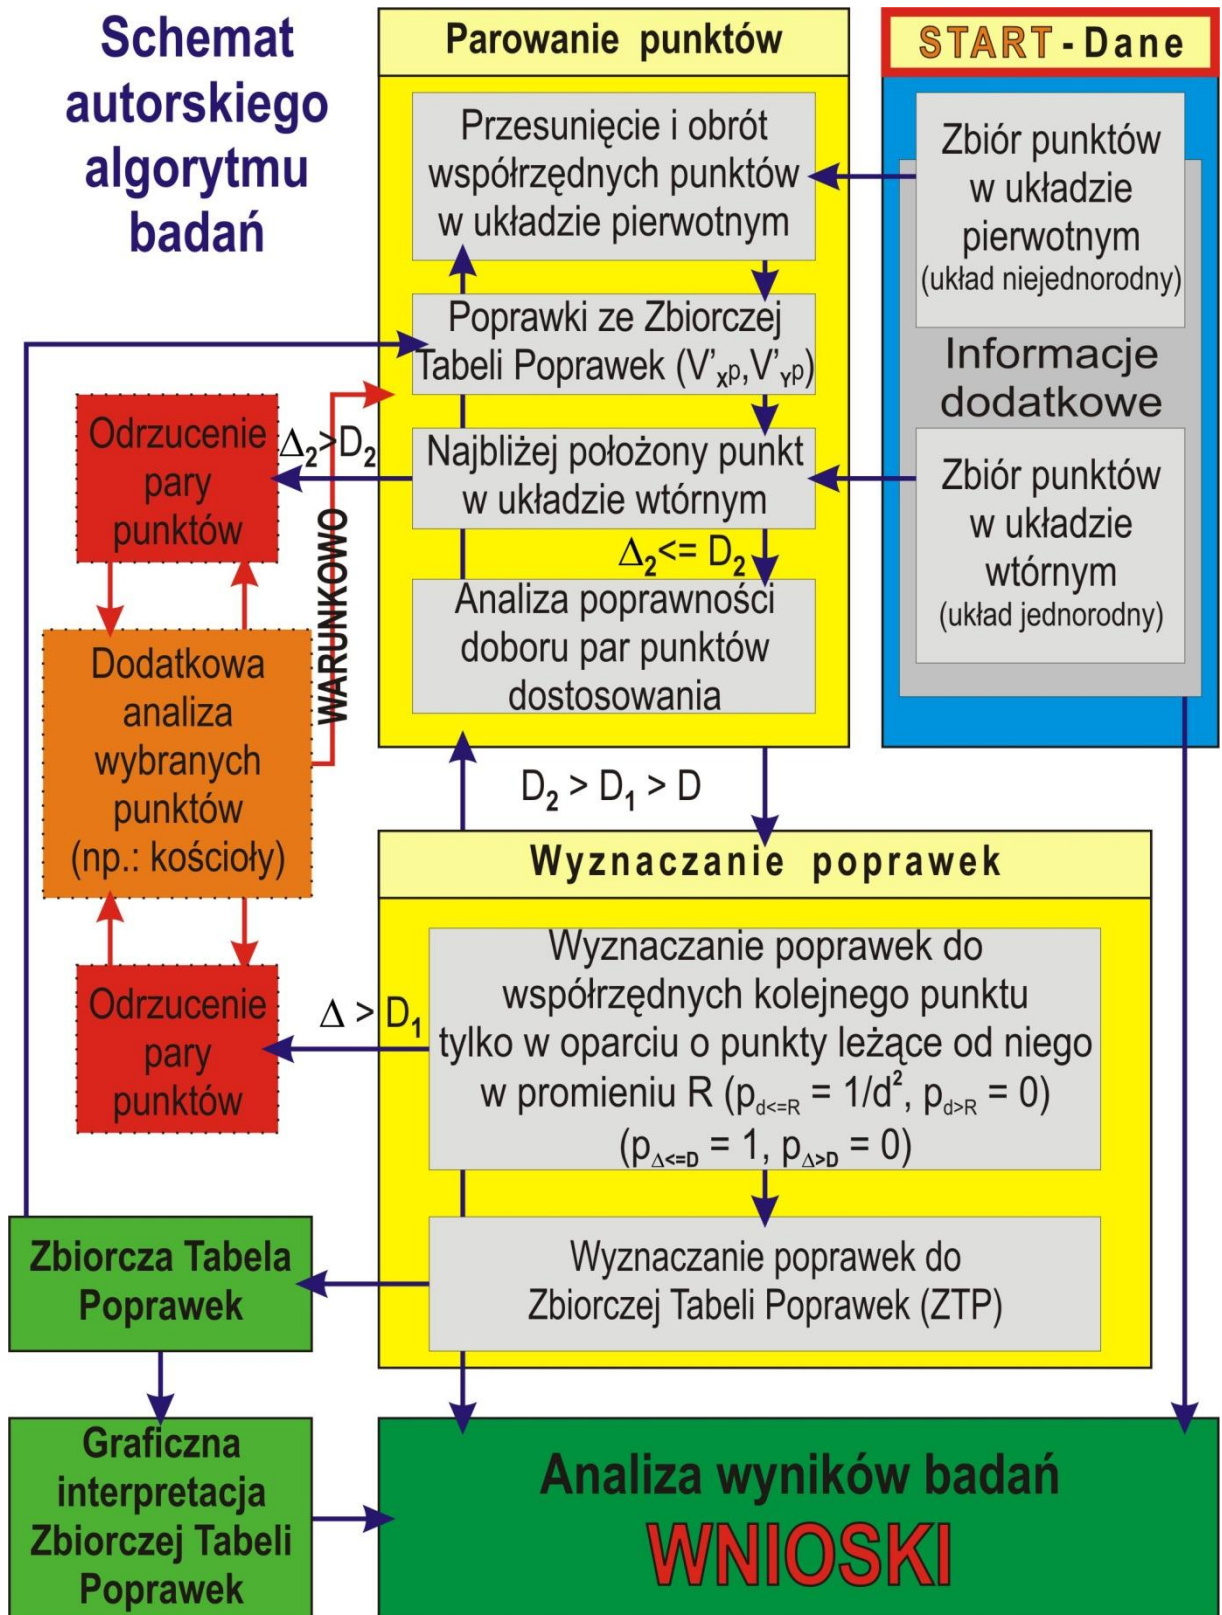 Schemat
autorskiego
algorytmu
badań
Parowanie punktów
Przesunięcie i obrót
współrzędnych punktów
w układzie pierwotnym
Poprawki ze Zbiorczej
Tabeli Poprawek (V'Xᵖ,V'Yᵖ)
Najbliżej położony punkt
w układzie wtórnym
Δ₂<= D₂
Analiza poprawności
doboru par punktów
dostosowania
START - Dane
Zbiór punktów
w układzie
pierwotnym
(układ niejednorodny)
Informacje
dodatkowe
Zbiór punktów
w układzie
wtórnym
(układ jednorodny)
Δ₂>D₂
Odrzucenie
pary
punktów
WARUNKOWO
Dodatkowa
analiza
wybranych
punktów
(np.: kościoły)
Odrzucenie
pary
punktów
D₂ > D₁ > D
Wyznaczanie poprawek
Wyznaczanie poprawek do
współrzędnych kolejnego punktu
tylko w oparciu o punkty leżące od niego
w promieniu R (p d<=R = 1/d², p d>R = 0)
(p Δ<=D = 1, p Δ>D = 0)
Δ > D₁
Wyznaczanie poprawek do
Zbiorczej Tabeli Poprawek (ZTP)
Zbiorcza Tabela
Poprawek
Graficzna
interpretacja
Zbiorczej Tabeli
Poprawek
Analiza wyników badań
WNIOSKI